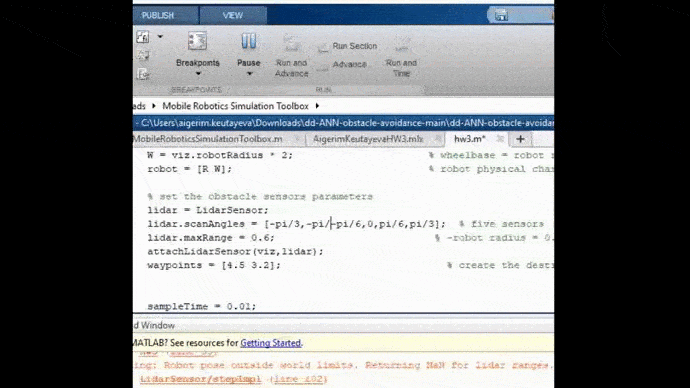 PUBLISH VIEW
Breakpoints Pause Run and Advance Run Section Advance Run and Time
BREAKPOINTS RUN
ads Mobile Robotics Simulation Toolbox
- C:\Users\aigerim.keutayeva\Downloads\dd-ANN-obstacle-avoidance-main\dd-ANN-obstacle-avoidan
MobileRoboticsSimulationToolbox.m AigerimKeutayevaHW3.mlx hw3.m* +
W = viz.robotRadius * 2; % wheelbase = robot r
robot = [R W]; % robot physical char
% set the obstacle sensors parameters
lidar = LidarSensor;
lidar.scanAngles = [-pi/3,-pi/-pi/6,0,pi/6,pi/3]; % five sensors
lidar.maxRange = 0.6; % -robot radius = 0.
attachLidarSensor(viz,lidar);
waypoints = [4.5 3.2]; % create the desti
sampleTime = 0.01;
d Window
MATLAB? See resources for Getting Started.
ing: Robot pose outside world limits. Returning NaN for lidar ranges.
LidarSensor/stepImpl (line 102)